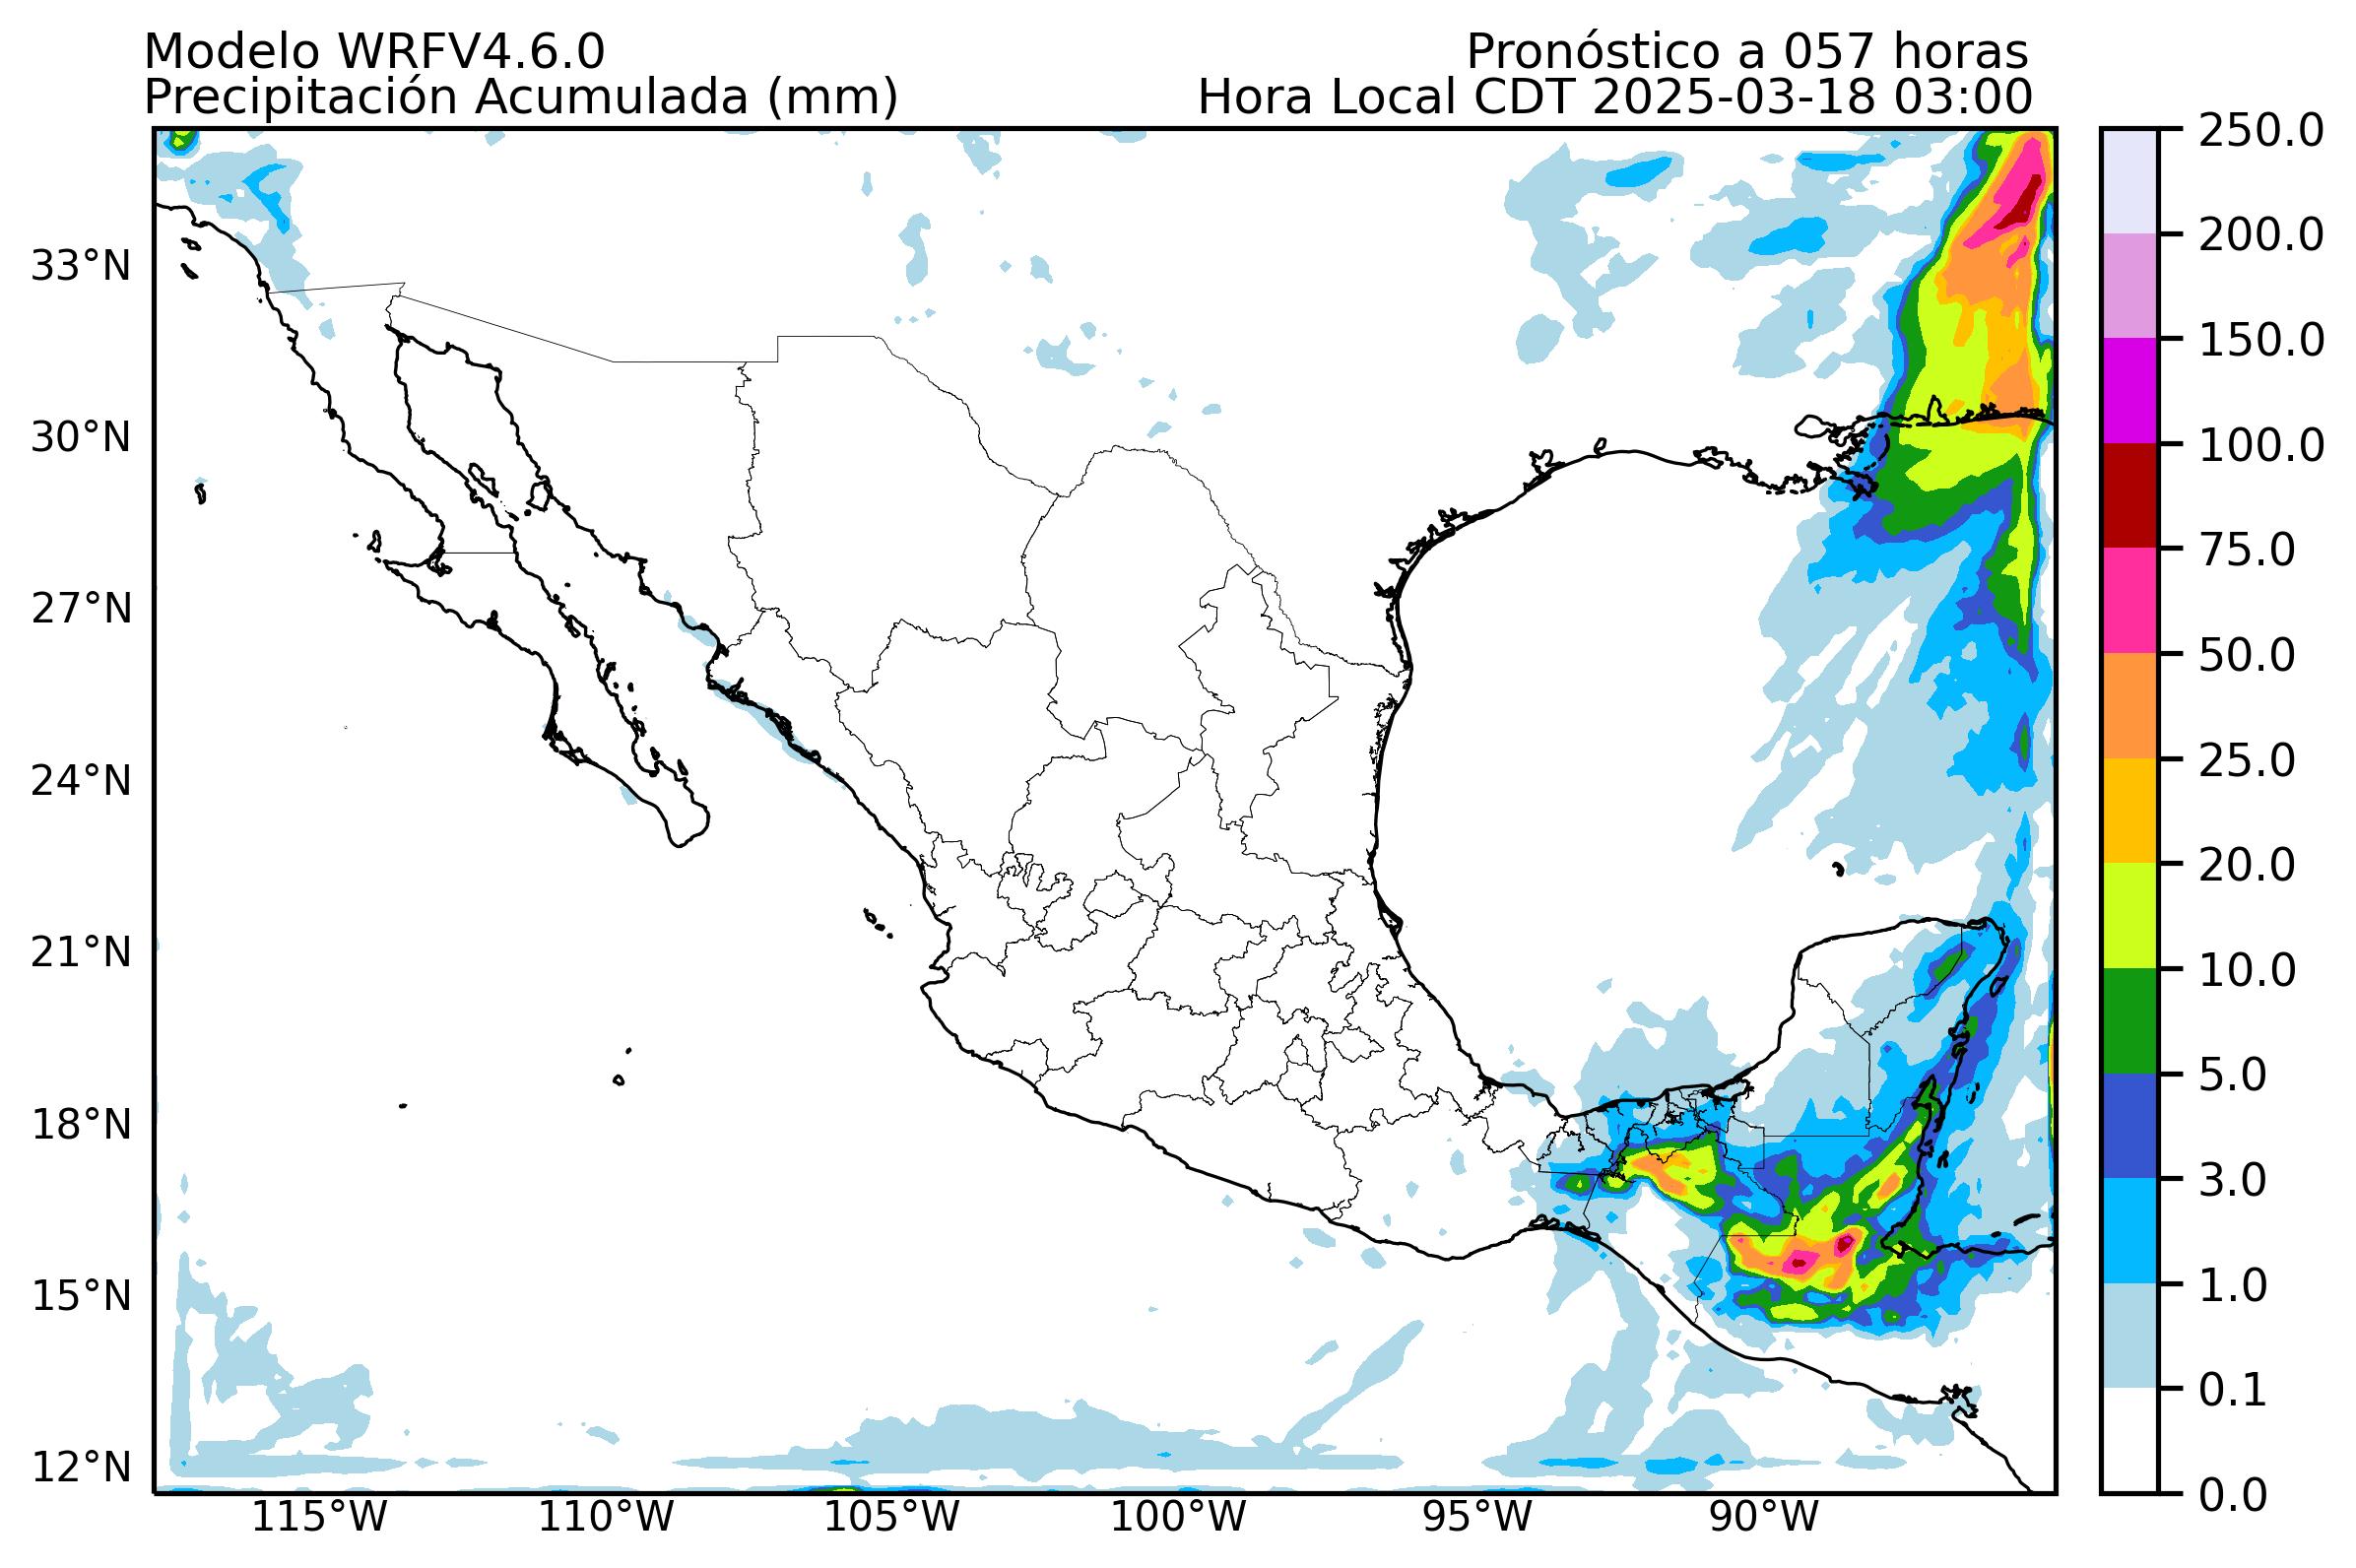 Modelo WRFV4.6.0
Pronóstico a 057 horas
Precipitación Acumulada (mm)
Hora Local CDT 2025-03-18 03:00
33°N
30°N
27°N
24°N
21°N
18°N
15°N
12°N
115°W
110°W
105°W
100°W
95°W
90°W
250.0
200.0
150.0
100.0
75.0
50.0
25.0
20.0
10.0
5.0
3.0
1.0
0.1
0.0